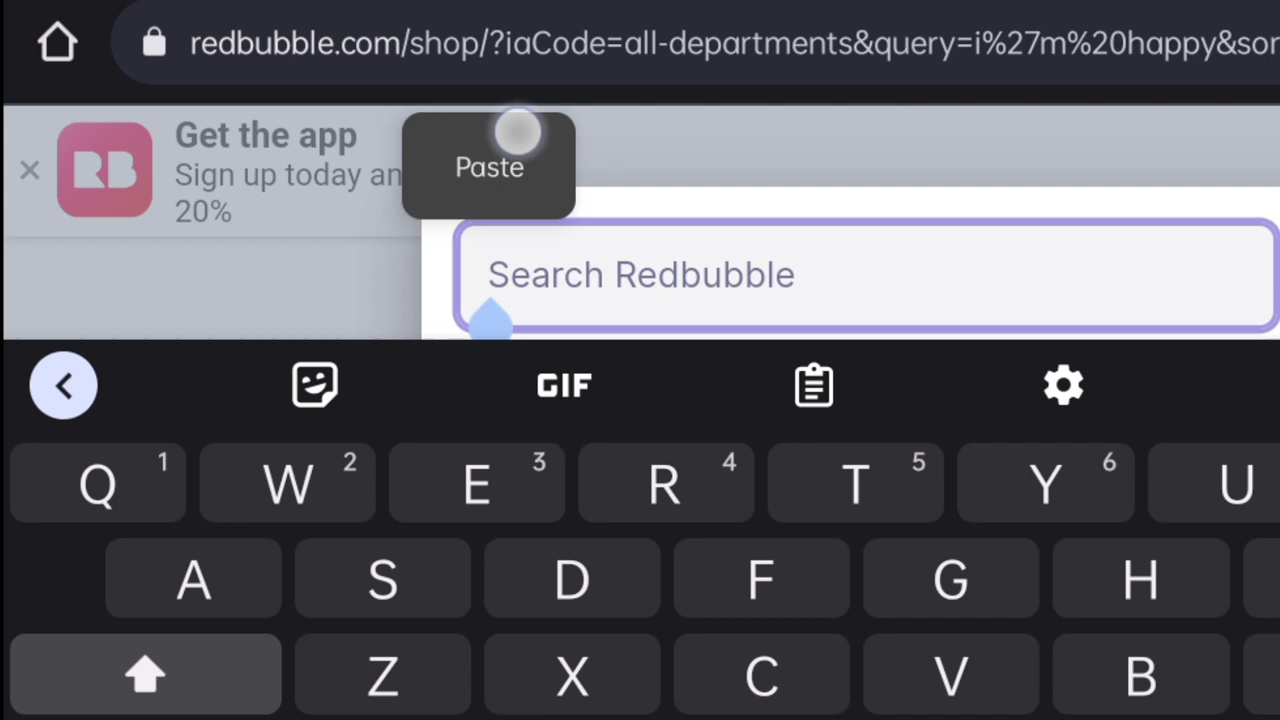 redbubble.com/shop/?iaCode=all-departments&query=i%27m%20happy&sor
Get the app
Sign up today an
20%
RB
Paste
Search Redbubble
GIF
Q 1 W 2 E 3 R 4 T 5 Y 6 U
A S D F G H
Z X C V B